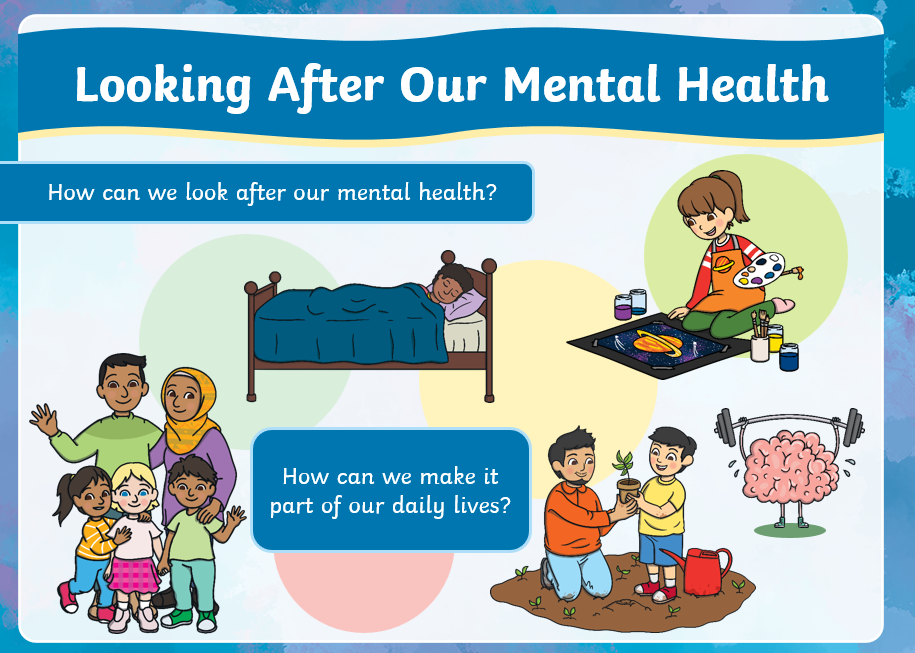 Looking After Our Mental Health
How can we look after our mental health?
How can we make it
part of our daily lives?